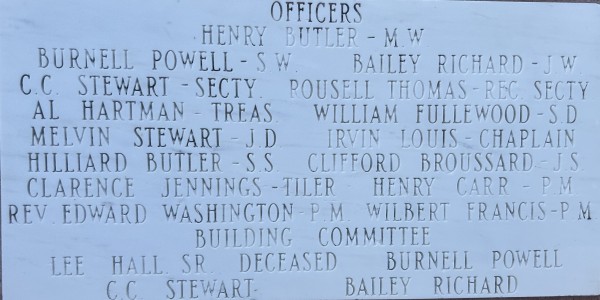 OFFICERS
HENRY BUTLER - M.W
BURNELL POWELL - S.W. BAILEY RICHARD - J.W
C.C. STEWART - SECTY. ROUSELL THOMAS - REC. SECTY
AL HARTMAN - TREAS. WILLIAM FULLEWOOD - S.D
MELVIN STEWART - J.D. IRVIN LOUIS - CHAPLAIN
HILLIARD BUTLER - S.S. CLIFFORD BROUSSARD - J.S
CLARENCE JENNINGS - TILER HENRY CARR - P.M
REV. EDWARD WASHINGTON - P.M. WILBERT FRANCIS - P.M
BUILDING COMMITTEE
LEE HALL SR. DECEASED BURNELL POWELL
C.C. STEWART BAILEY RICHARD